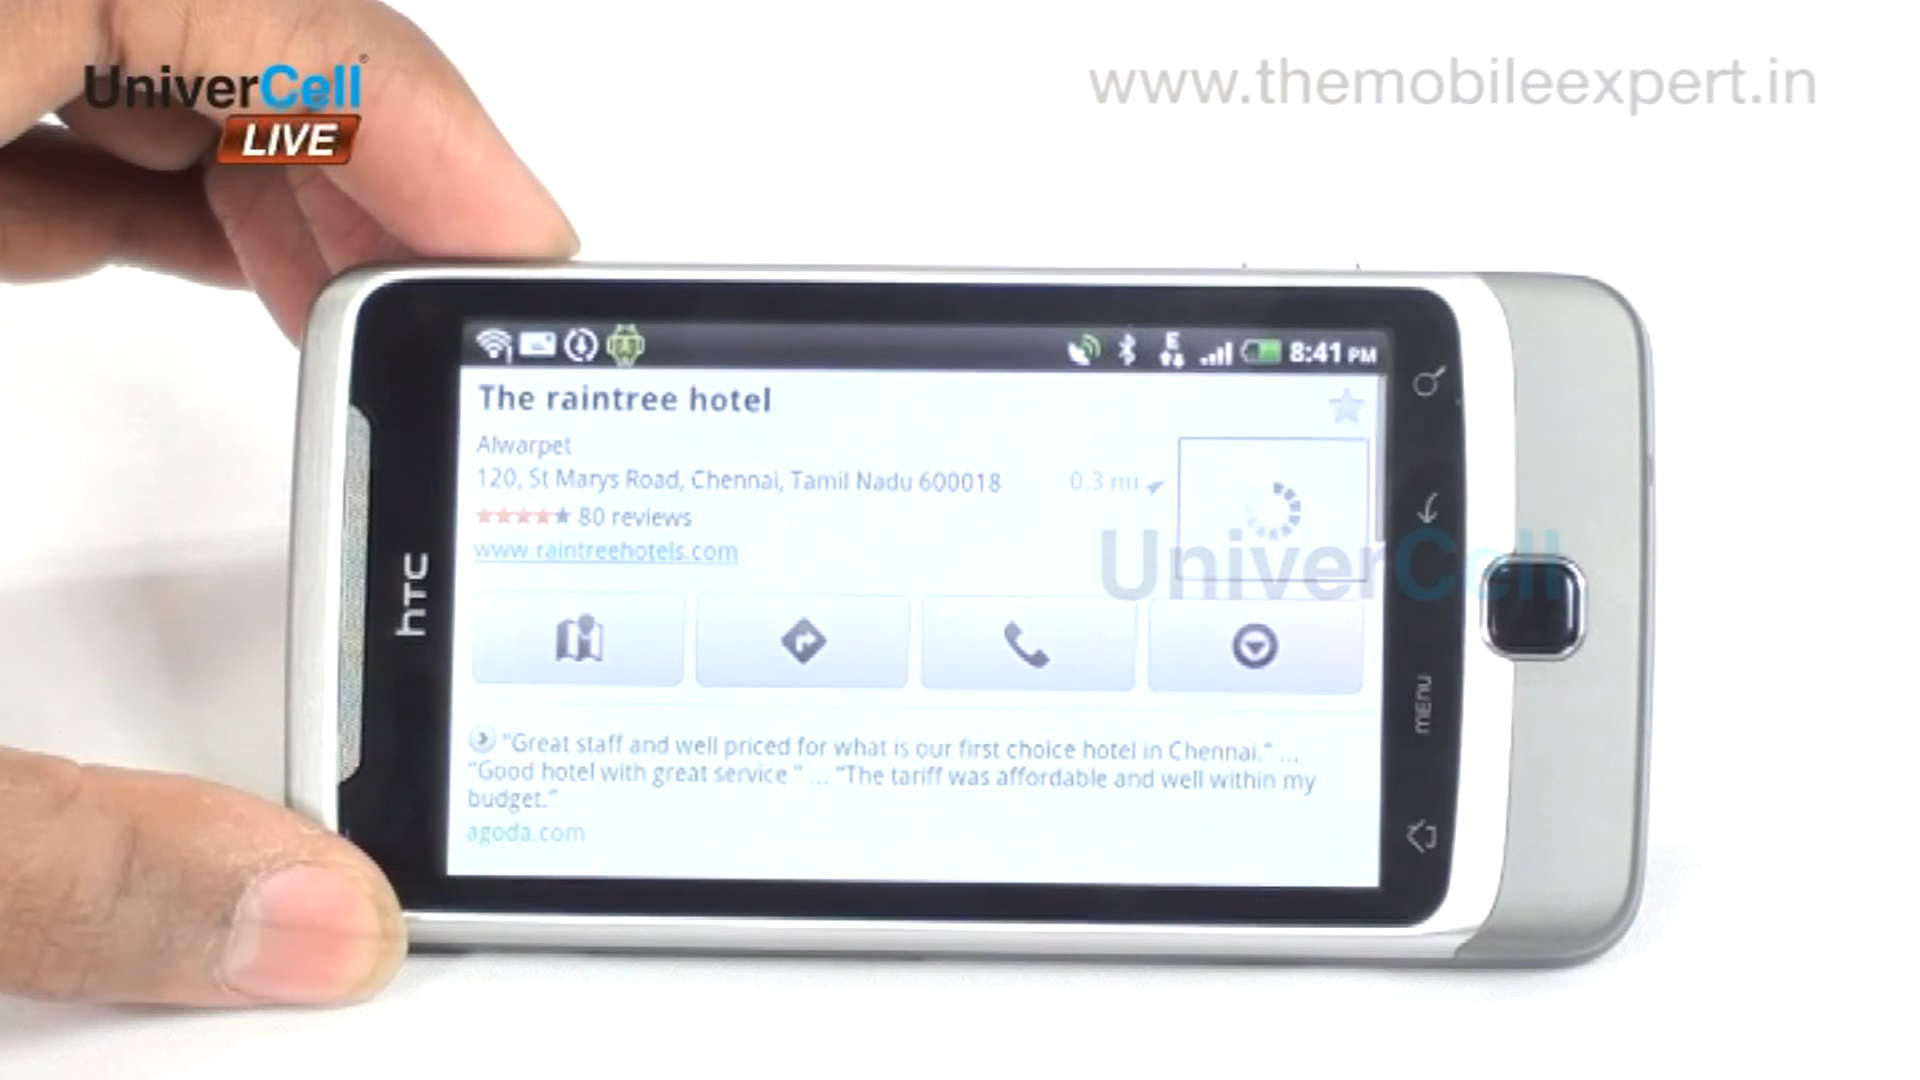 UniverCell
LIVE
www.themobileexpert.in
E
8:41 PM
The raintree hotel
Alwarpet
120, St Marys Road, Chennai, Tamil Nadu 600018
0.3 mi
80 reviews
www.raintreehotels.com
UniverCell
"Great staff and well priced for what is our first choice hotel in Chennai." ...
"Good hotel with great service " ... "The tariff was affordable and well within my
budget."
agoda.com
hTC
MENU